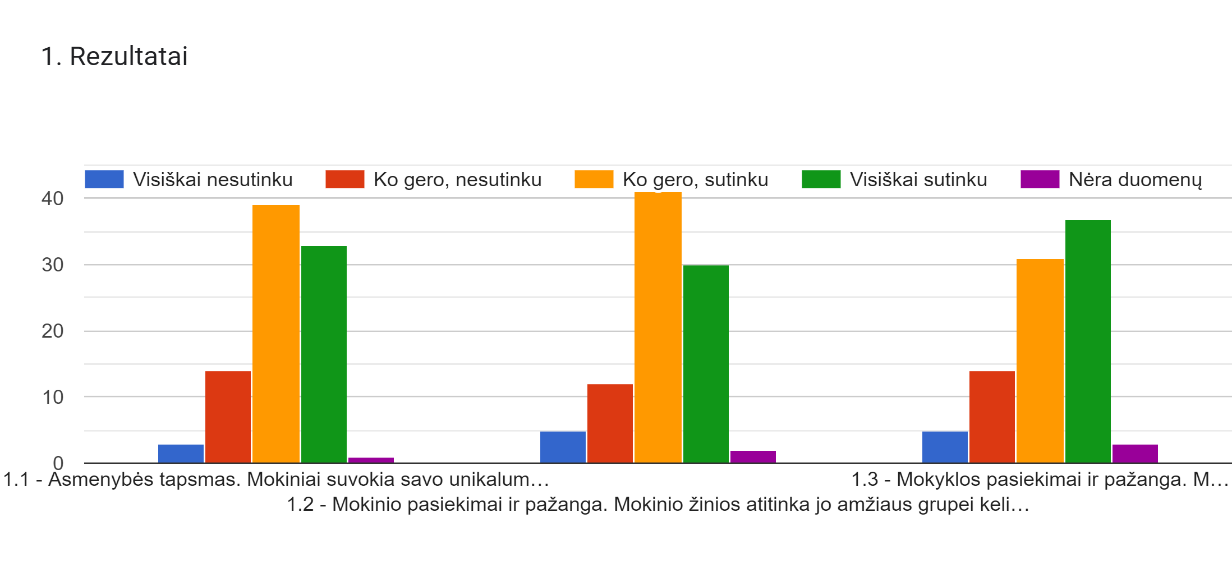 1. Rezultatai
Visiškai nesutinku Ko gero, nesutinku Ko gero, sutinku Visiškai sutinku Nėra duomenų
40
30
20
10
0
1.1 - Asmenybės tapsmas. Mokiniai suvokia savo unikalum… 1.3 - Mokyklos pasiekimai ir pažanga. M…
1.2 - Mokinio pasiekimai ir pažanga. Mokinio žinios atitinka jo amžiaus grupei keli…